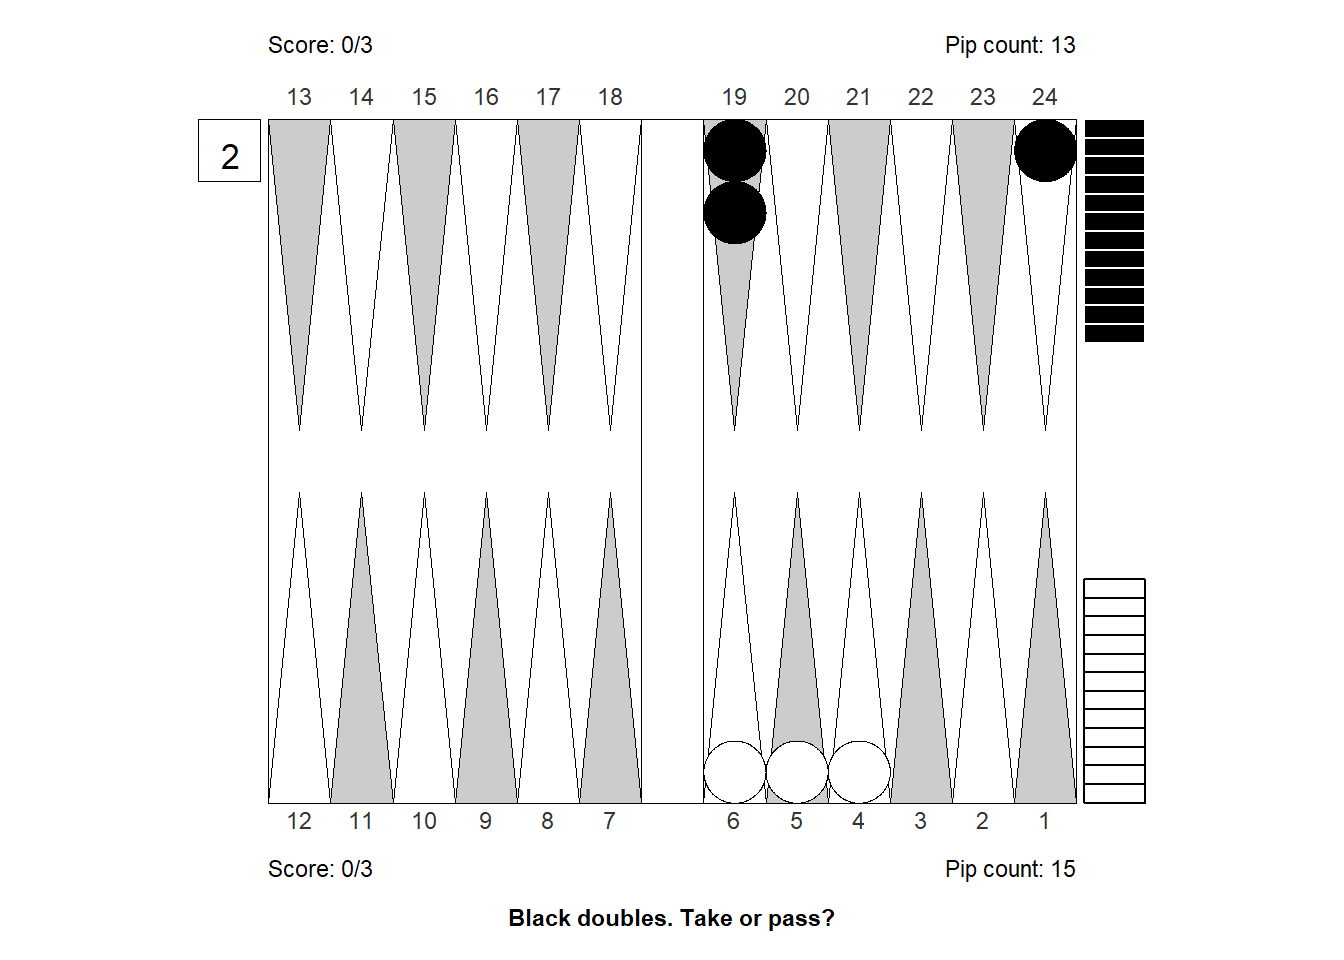 Score: 0/3 Pip count: 13
13 14 15 16 17 18 19 20 21 22 23 24
2
12 11 10 9 8 7 6 5 4 3 2 1
Score: 0/3 Pip count: 15
Black doubles. Take or pass?